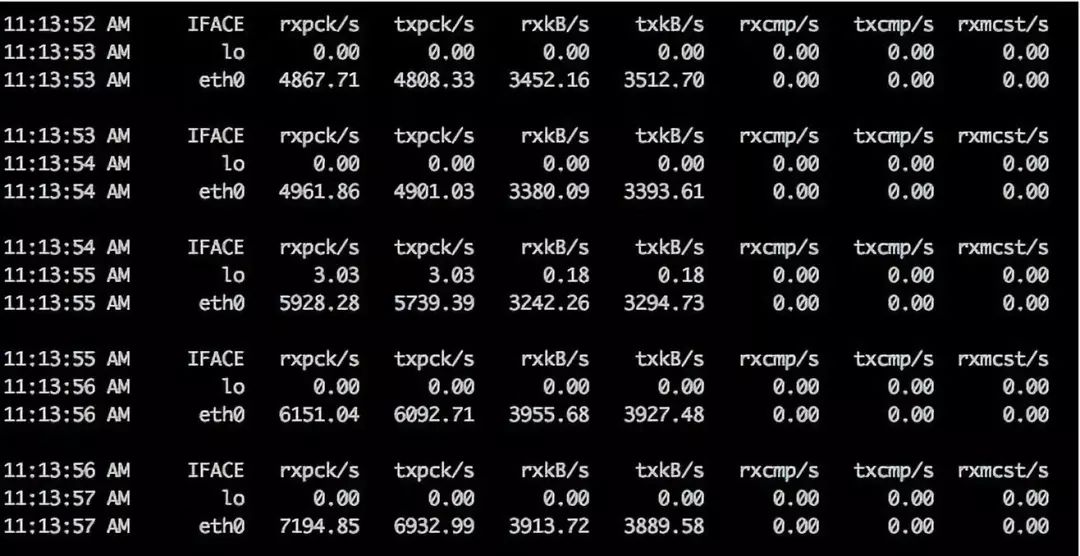 11:13:52 AM IFACE rxpck/s txpck/s rxkB/s txkB/s rxcmp/s txcmp/s rxmcst/s
11:13:53 AM lo 0.00 0.00 0.00 0.00 0.00 0.00 0.00
11:13:53 AM eth0 4867.71 4808.33 3452.16 3512.70 0.00 0.00 0.00
11:13:53 AM IFACE rxpck/s txpck/s rxkB/s txkB/s rxcmp/s txcmp/s rxmcst/s
11:13:54 AM lo 0.00 0.00 0.00 0.00 0.00 0.00 0.00
11:13:54 AM eth0 4961.86 4901.03 3380.09 3393.61 0.00 0.00 0.00
11:13:54 AM IFACE rxpck/s txpck/s rxkB/s txkB/s rxcmp/s txcmp/s rxmcst/s
11:13:55 AM lo 3.03 3.03 0.18 0.18 0.00 0.00 0.00
11:13:55 AM eth0 5928.28 5739.39 3242.26 3294.73 0.00 0.00 0.00
11:13:55 AM IFACE rxpck/s txpck/s rxkB/s txkB/s rxcmp/s txcmp/s rxmcst/s
11:13:56 AM lo 0.00 0.00 0.00 0.00 0.00 0.00 0.00
11:13:56 AM eth0 6151.04 6092.71 3955.68 3927.48 0.00 0.00 0.00
11:13:56 AM IFACE rxpck/s txpck/s rxkB/s txkB/s rxcmp/s txcmp/s rxmcst/s
11:13:57 AM lo 0.00 0.00 0.00 0.00 0.00 0.00 0.00
11:13:57 AM eth0 7194.85 6932.99 3913.72 3889.58 0.00 0.00 0.00